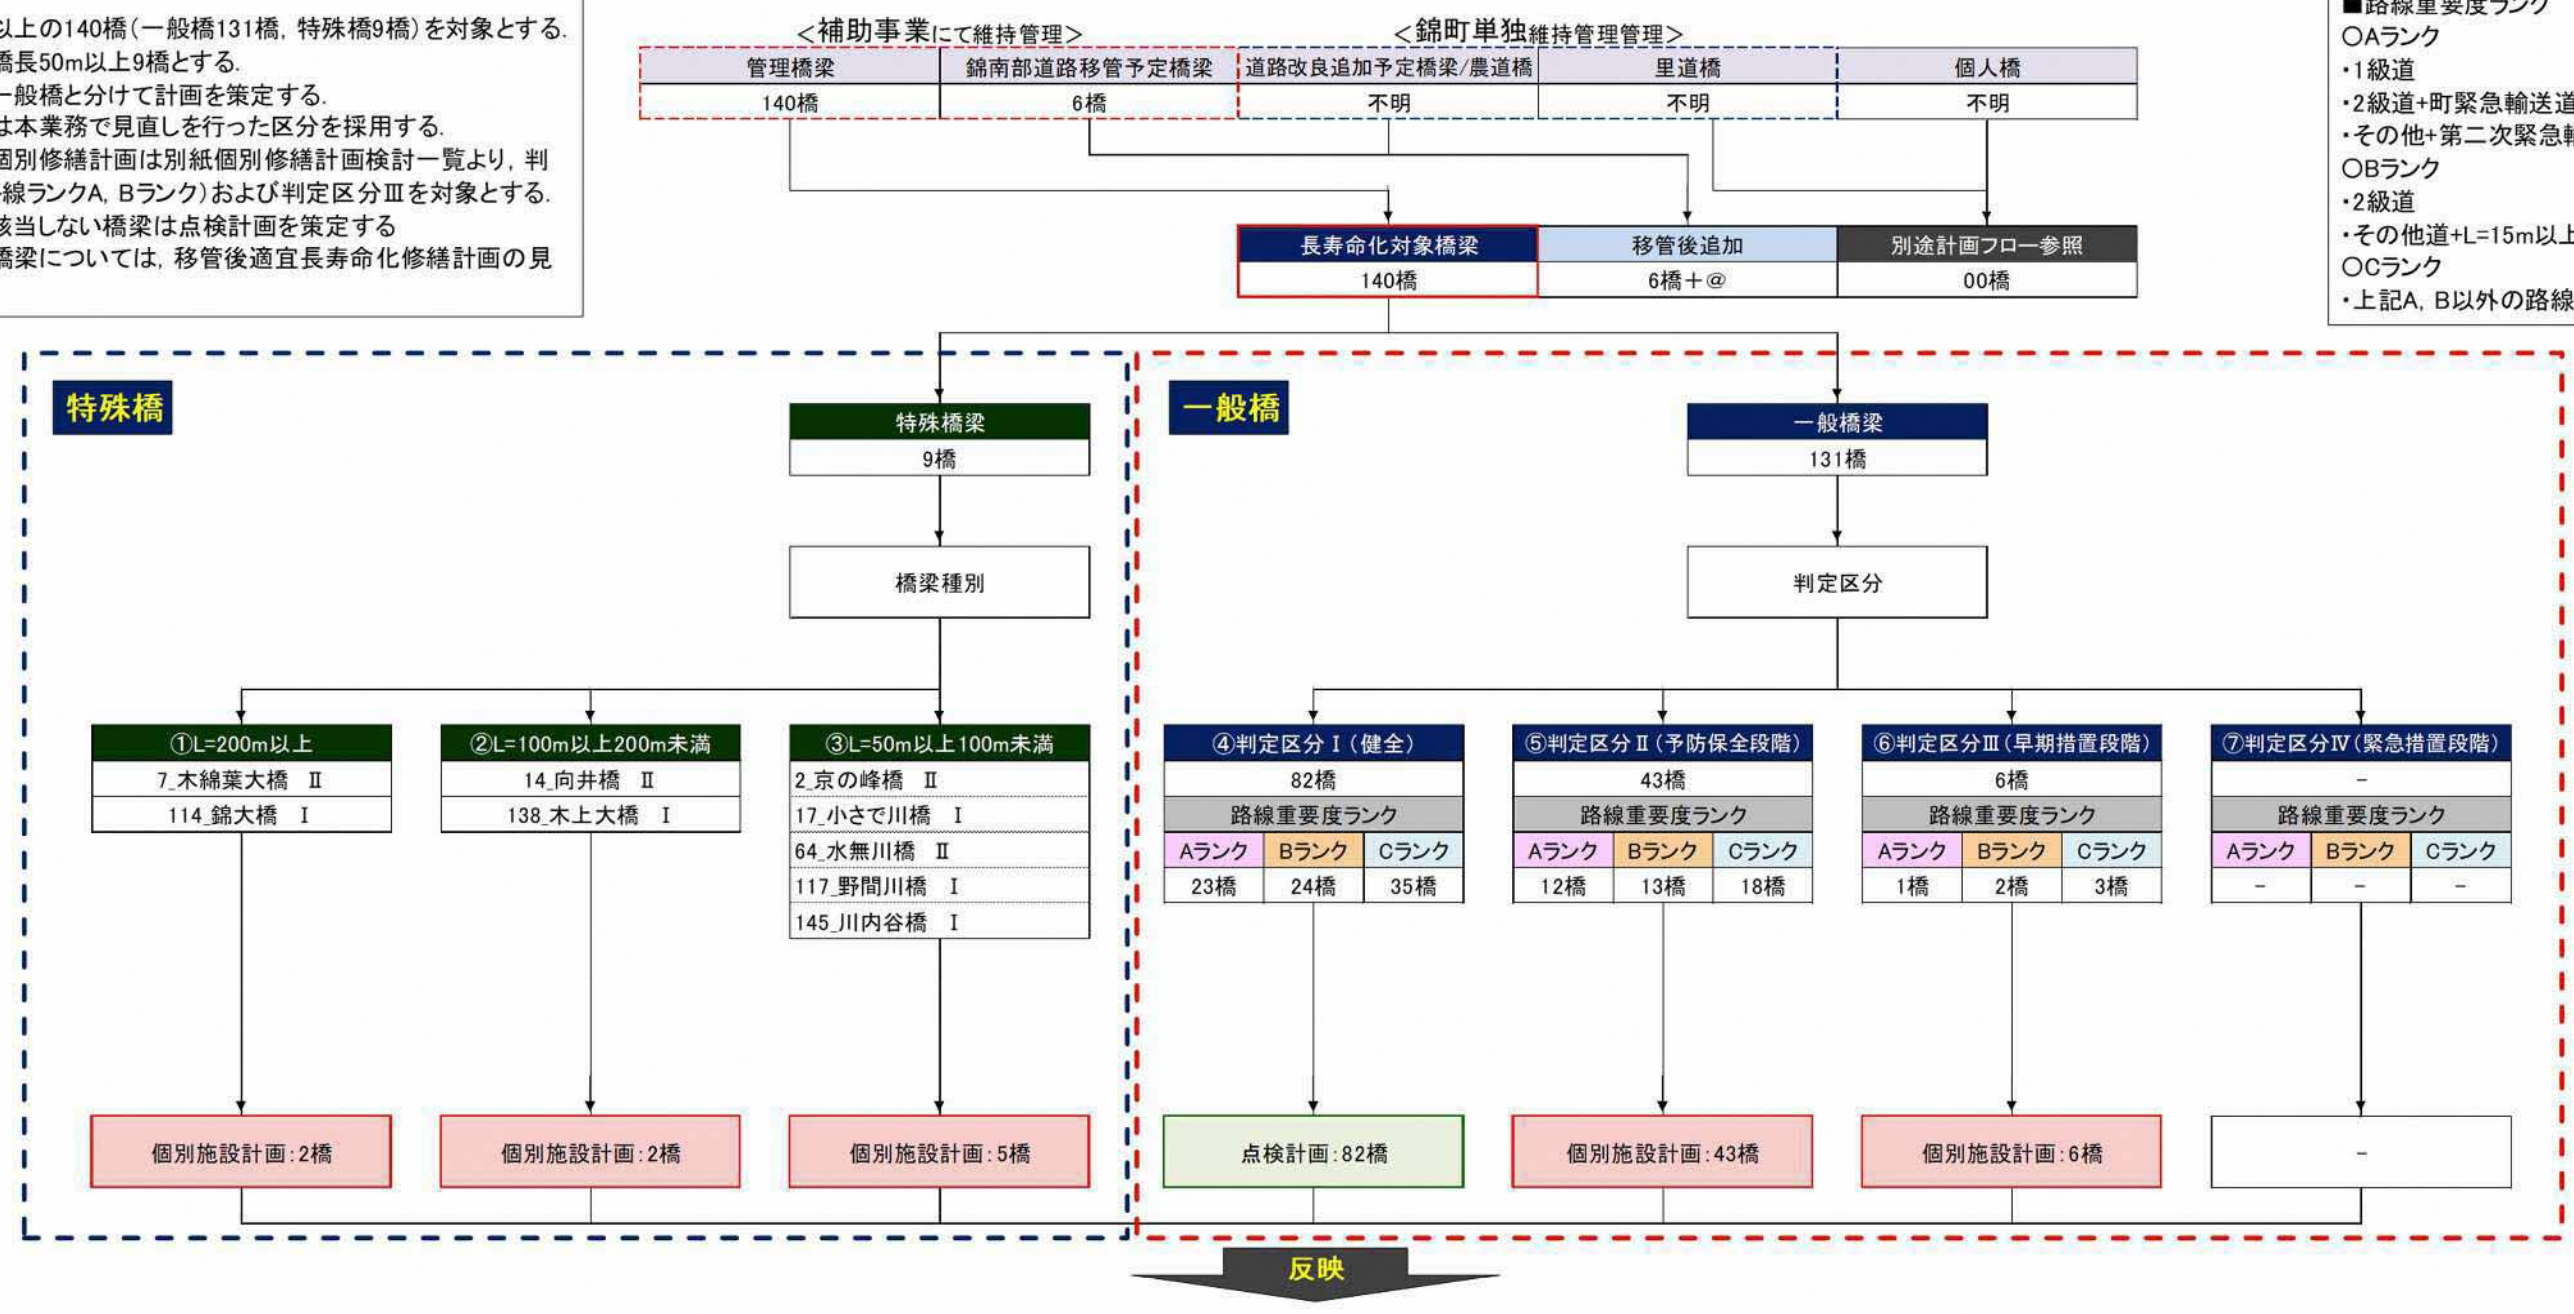 以上の140橋（一般橋131橋，特殊橋9橋）を対象とする．
橋長50m以上9橋とする．
一般橋と分けて計画を策定する．
は本業務で見直しを行った区分を採用する．
個別修繕計画は別紙個別修繕計画検討一覧より，判
線ランクA，Bランク）および判定区分Ⅲを対象とする．
該当しない橋梁は点検計画を策定する
橋梁については，移管後適宜長寿命化修繕計画の見
＜補助事業にて維持管理＞
＜錦町単独維持管理管理＞
管理橋梁 錦南部道路移管予定橋梁 道路改良追加予定橋梁/農道橋 里道橋 個人橋
140橋 6橋 不明 不明 不明
長寿命化対象橋梁 移管後追加 別途計画フロー参照
140橋 6橋＋@ 00橋
■路線重要度ランク
○Aランク
・1級道
・2級道+町緊急輸送道
・その他+第二次緊急
○Bランク
・2級道
・その他道+L=15m以上
○Cランク
・上記A，B以外の路線
特殊橋
特殊橋梁
9橋
橋梁種別
①L=200m以上 ②L=100m以上200m未満 ③L=50m以上100m未満
7_木綿葉大橋 Ⅱ
114_錦大橋 Ⅰ
14_向井橋 Ⅱ
138_木上大橋 Ⅰ
2_京の峰橋 Ⅱ
17_小さで川橋 Ⅰ
64_水無川橋 Ⅱ
117_野間川橋 Ⅰ
145_川内谷橋 Ⅰ
個別施設計画：2橋 個別施設計画：2橋 個別施設計画：5橋
一般橋
一般橋梁
131橋
判定区分
④判定区分Ⅰ（健全） ⑤判定区分Ⅱ（予防保全段階） ⑥判定区分Ⅲ（早期措置段階） ⑦判定区分Ⅳ（緊急措置段階）
82橋 43橋 6橋 －
路線重要度ランク 路線重要度ランク 路線重要度ランク 路線重要度ランク
Aランク Bランク Cランク Aランク Bランク Cランク Aランク Bランク Cランク Aランク Bランク Cランク
23橋 24橋 35橋 12橋 13橋 18橋 1橋 2橋 3橋 － － －
点検計画：82橋 個別施設計画：43橋 個別施設計画：6橋 －
反映